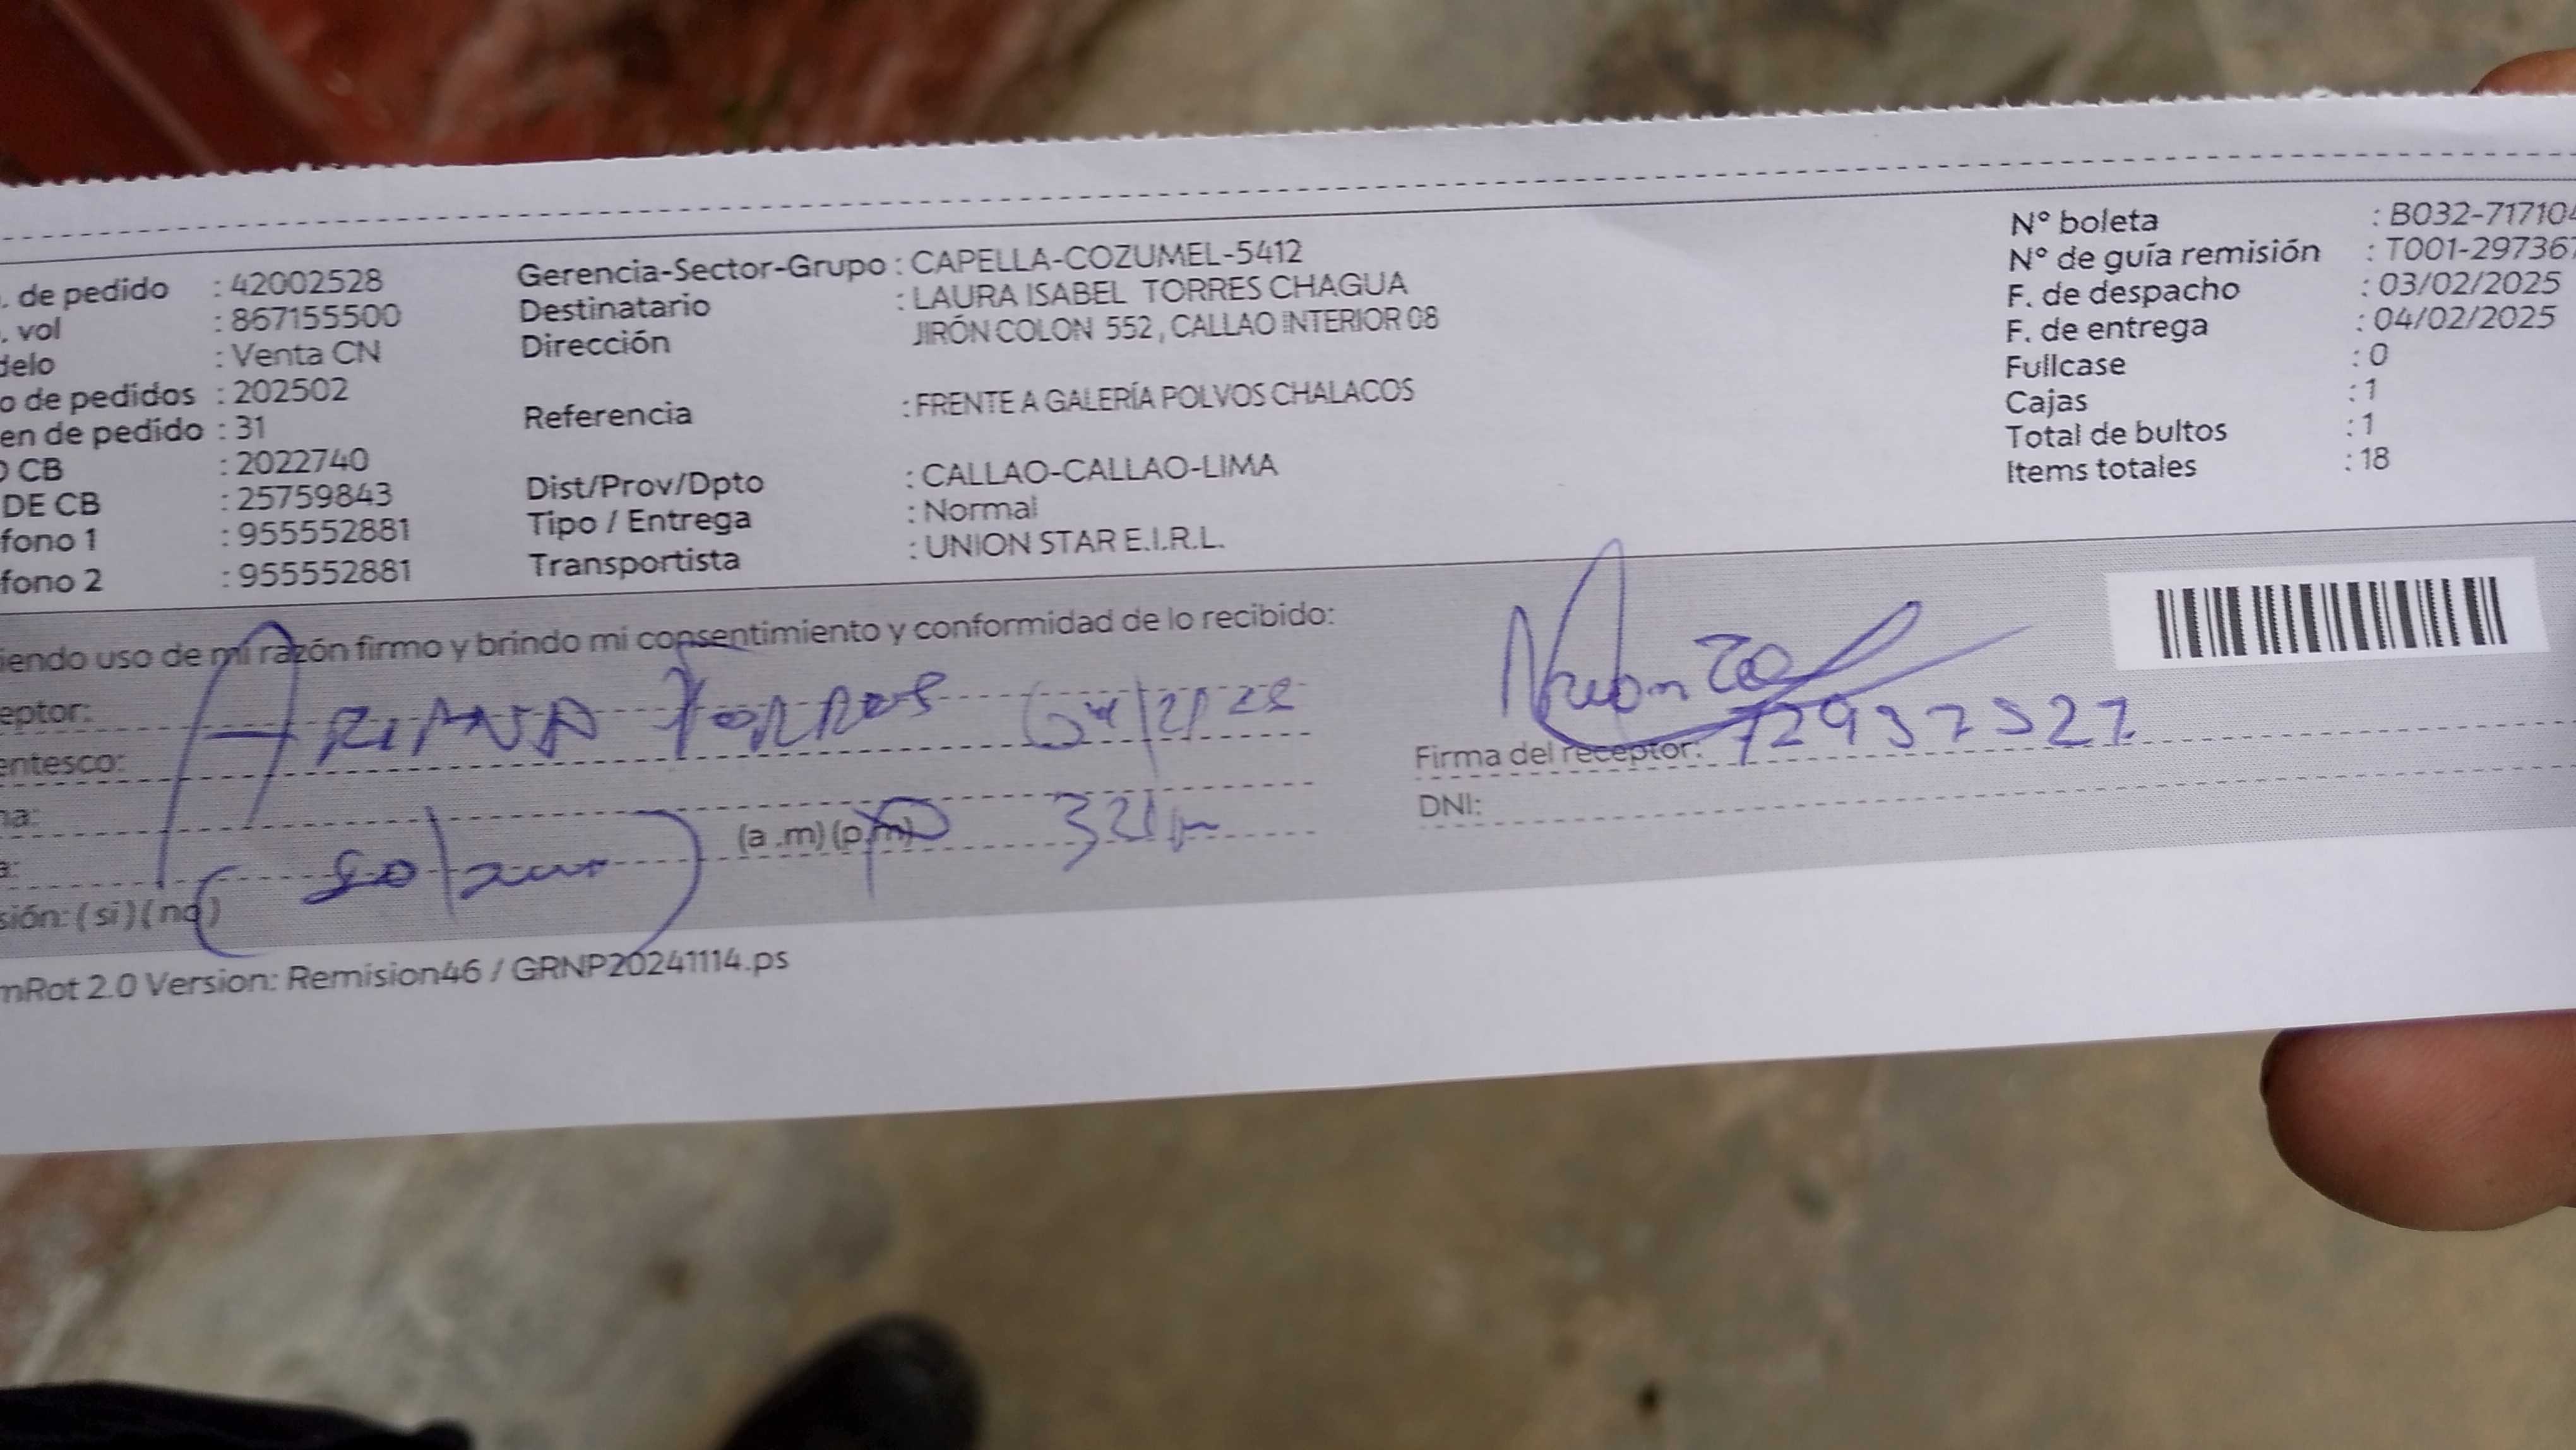 . de pedido : 42002528
. vol : 867155500
delo : Venta CN
o de pedidos : 202502
en de pedido : 31
O CB : 2022740
DE CB : 25759843
fono 1 : 955552881
fono 2 : 955552881
Gerencia-Sector-Grupo : CAPELLA-COZUMEL-5412
Destinatario : LAURA ISABEL TORRES CHAGUA
Dirección JIRÓN COLON 552, CALLAO INTERIOR 08
Referencia : FRENTE A GALERÍA POLVOS CHALACOS
Dist/Prov/Dpto : CALLAO-CALLAO-LIMA
Tipo / Entrega : Normal
Transportista : UNION STAR E.I.R.L.
N° boleta : B032-717104
N° de guía remisión : T001-297367
F. de despacho : 03/02/2025
F. de entrega : 04/02/2025
Fullcase : 0
Cajas : 1
Total de bultos : 1
Items totales : 18
iendo uso de mi razón firmo y brindo mi consentimiento y conformidad de lo recibido:
eptor: ARIANA TORRES
entesco:
na:
a: (a .m) (p.m)
sión: ( si ) ( no )
Firma del receptor: 72937527
DNI:
mRot 2.0 Version: Remision46 / GRNP20241114.ps